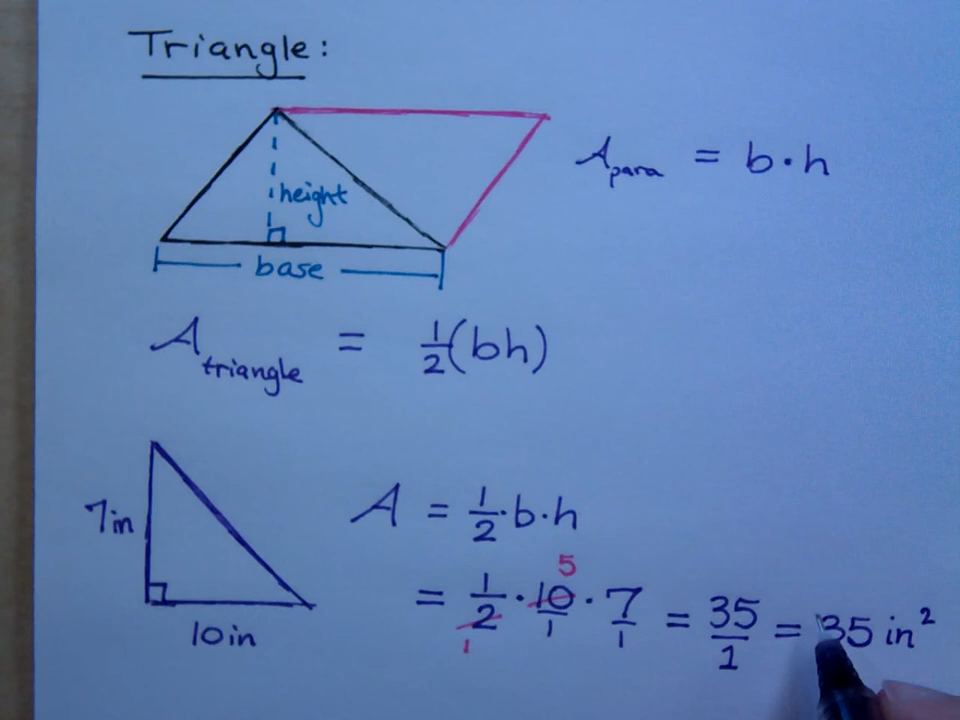 Triangle:
A para = b·h
height
base
A triangle = 1/2(bh)
7in
10in
A = 1/2·b·h
5
= 1/2 · 10/1 · 7/1 = 35/1 = 35 in²
1